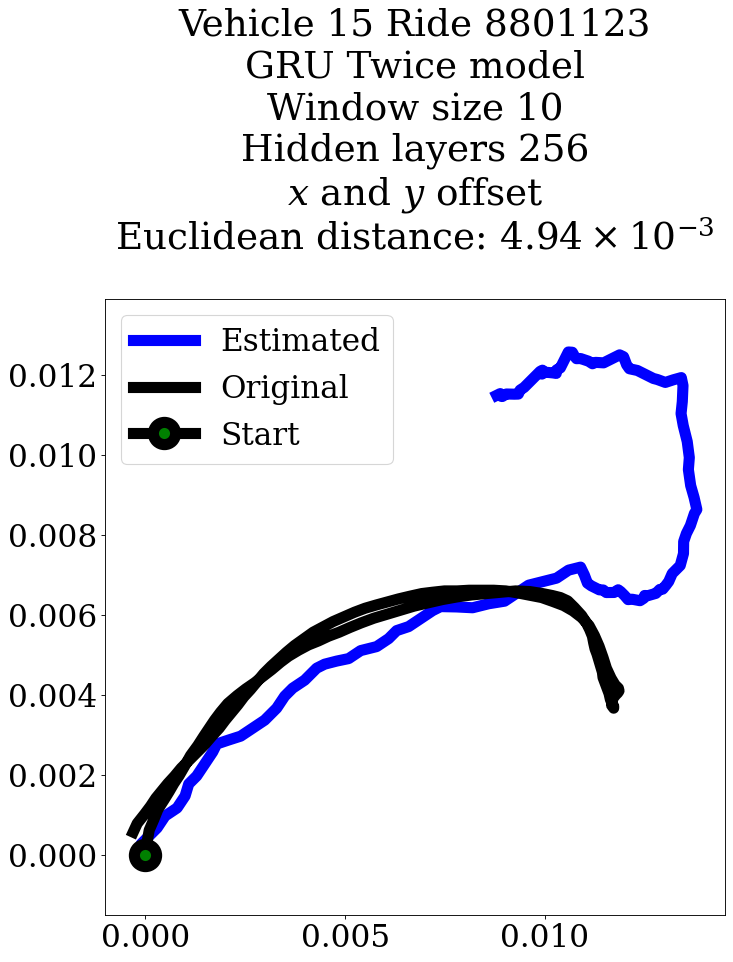 Vehicle 15 Ride 8801123
GRU Twice model
Window size 10
Hidden layers 256
x and y offset
Euclidean distance: 4.94 × 10⁻³
Estimated
Original
Start
0.012
0.010
0.008
0.006
0.004
0.002
0.000
0.000 0.005 0.010